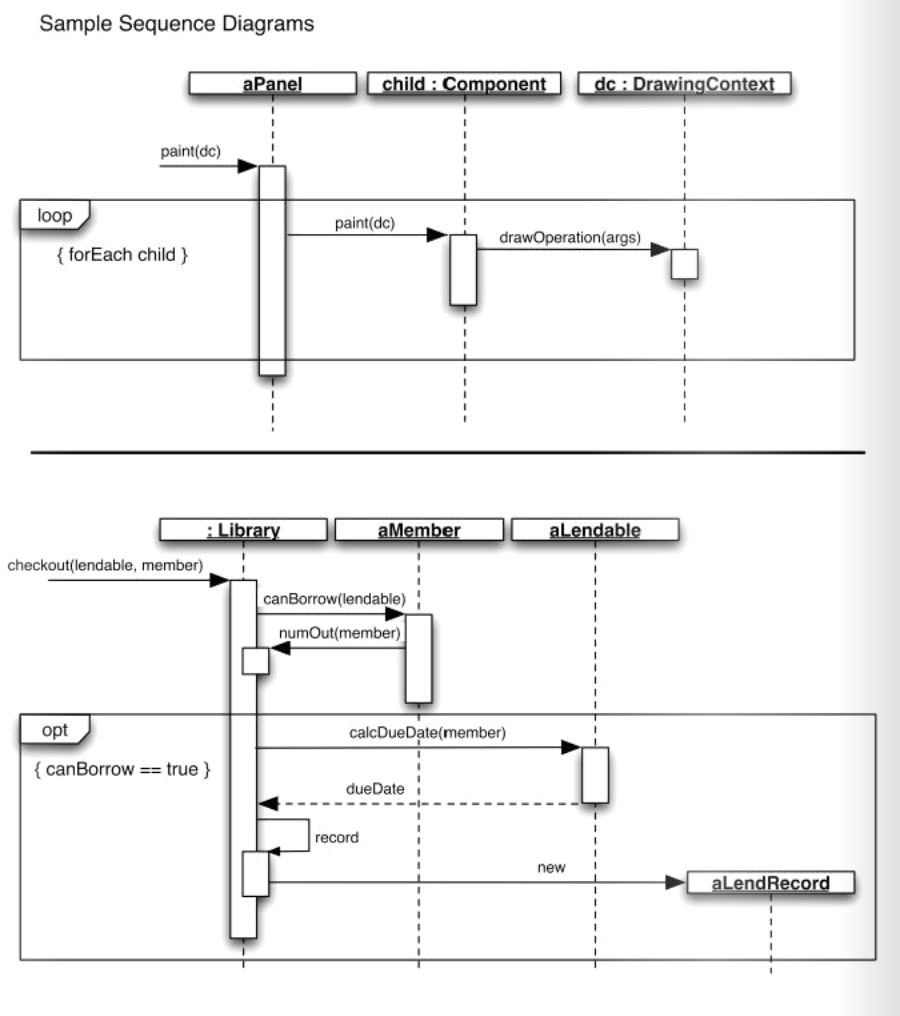 Sample Sequence Diagrams
aPanel
child : Component
dc : DrawingContext
paint(dc)
loop
paint(dc)
drawOperation(args)
{ forEach child }
: Library
aMember
aLendable
checkout(lendable, member)
canBorrow(lendable)
numOut(member)
opt
calcDueDate(member)
{ canBorrow == true }
dueDate
record
new
aLendRecord